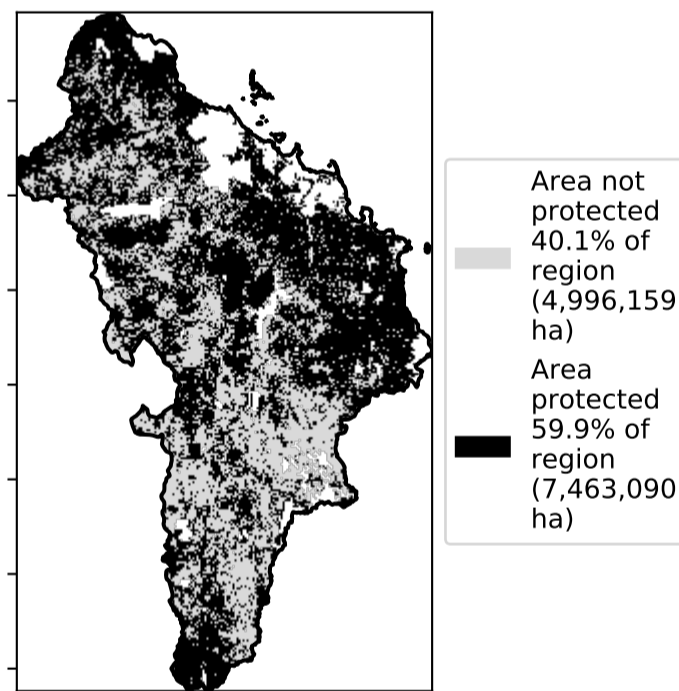 Area not
protected
40.1% of
region
(4,996,159
ha)
Area
protected
59.9% of
region
(7,463,090
ha)